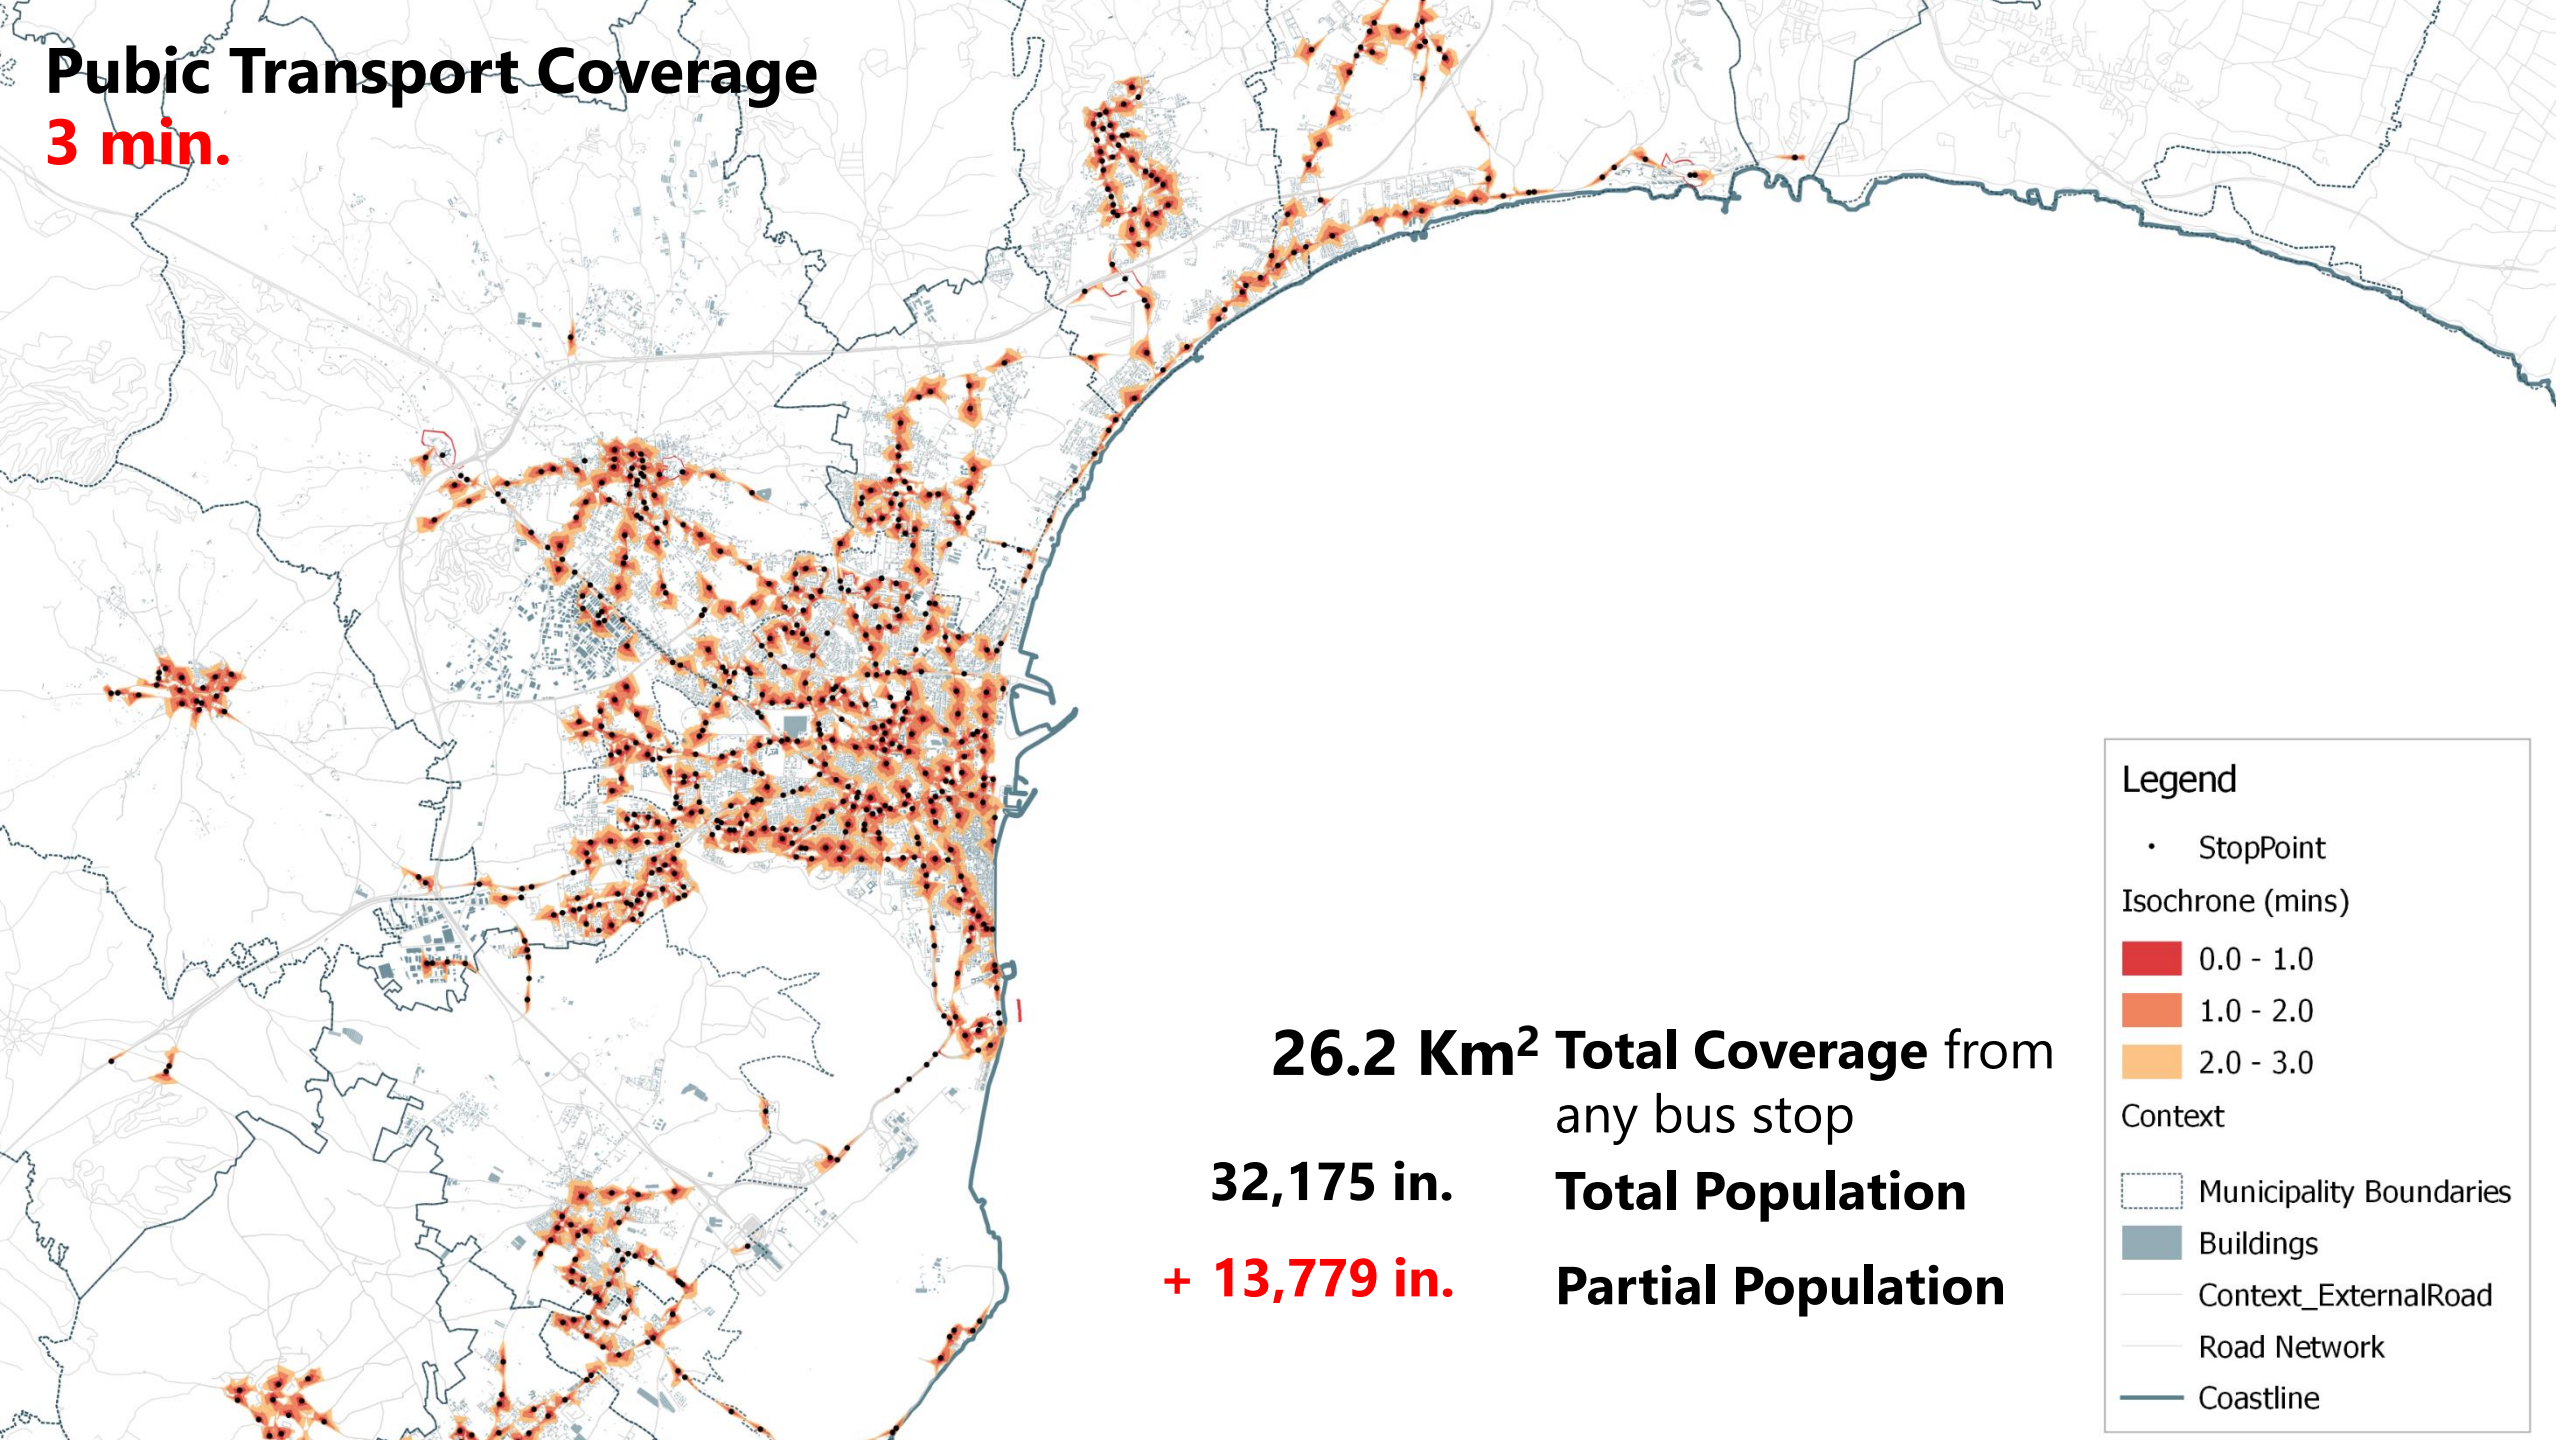 Pubic Transport Coverage
3 min.
26.2 Km² Total Coverage from
any bus stop
32,175 in. Total Population
+ 13,779 in. Partial Population
Legend
StopPoint
Isochrone (mins)
0.0 - 1.0
1.0 - 2.0
2.0 - 3.0
Context
Municipality Boundaries
Buildings
Context_ExternalRoad
Road Network
Coastline